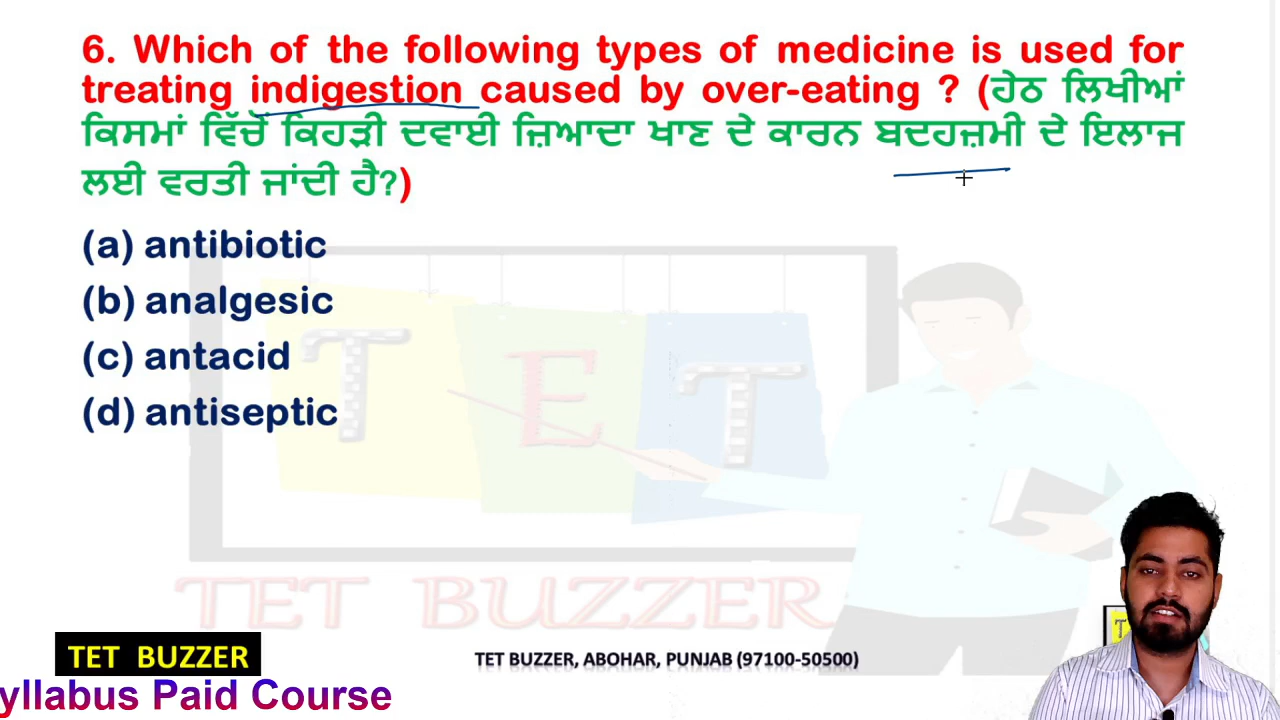 6. Which of the following types of medicine is used for
treating indigestion caused by over-eating ? (ਹੇਠ ਲਿਖੀਆਂ
ਕਿਸਮਾਂ ਵਿੱਚੋਂ ਕਿਹੜੀ ਦਵਾਈ ਜ਼ਿਆਦਾ ਖਾਣ ਦੇ ਕਾਰਨ ਬਦਹਜ਼ਮੀ ਦੇ ਇਲਾਜ
ਲਈ ਵਰਤੀ ਜਾਂਦੀ ਹੈ?)
(a) antibiotic
(b) analgesic
(c) antacid
(d) antiseptic
T E T
TET BUZZER
TET BUZZER
TET BUZZER, ABOHAR, PUNJAB (97100-50500)
yllabus Paid Course